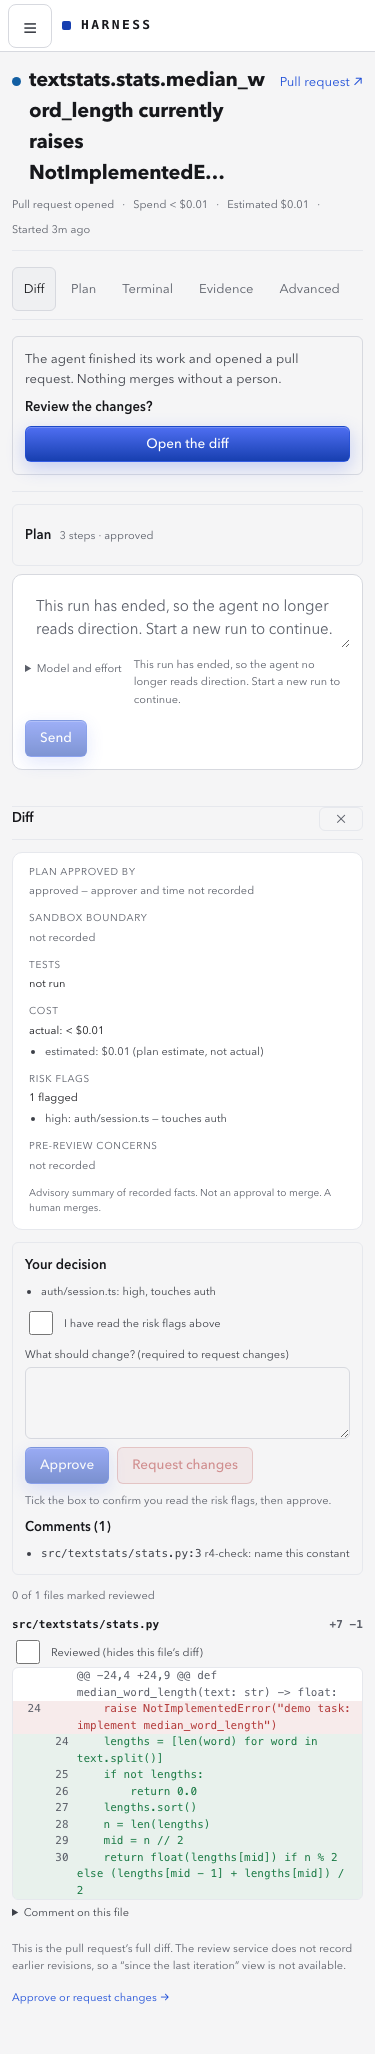 HARNESS
textstats.stats.median_w
ord_length currently
raises
NotImplementedE...
Pull request ↗
Pull request opened · Spend < $0.01 · Estimated $0.01 ·
Started 3m ago
Diff Plan Terminal Evidence Advanced
The agent finished its work and opened a pull
request. Nothing merges without a person.
Review the changes?
Open the diff
Plan 3 steps · approved
This run has ended, so the agent no longer
reads direction. Start a new run to continue.
Model and effort
This run has ended, so the agent no
longer reads direction. Start a new run to
continue.
Send
Diff
PLAN APPROVED BY
approved — approver and time not recorded
SANDBOX BOUNDARY
not recorded
TESTS
not run
COST
actual: < $0.01
• estimated: $0.01 (plan estimate, not actual)
RISK FLAGS
1 flagged
• high: auth/session.ts — touches auth
PRE-REVIEW CONCERNS
not recorded
Advisory summary of recorded facts. Not an approval to merge. A
human merges.
Your decision
• auth/session.ts: high, touches auth
I have read the risk flags above
What should change? (required to request changes)
Approve Request changes
Tick the box to confirm you read the risk flags, then approve.
Comments (1)
• src/textstats/stats.py:3 r4-check: name this constant
0 of 1 files marked reviewed
src/textstats/stats.py +7 −1
Reviewed (hides this file's diff)
@@ -24,4 +24,9 @@ def
median_word_length(text: str) -> float:
24 raise NotImplementedError("demo task:
implement median_word_length")
24 lengths = [len(word) for word in
text.split()]
25 if not lengths:
26 return 0.0
27 lengths.sort()
28 n = len(lengths)
29 mid = n // 2
30 return float(lengths[mid]) if n % 2
else (lengths[mid - 1] + lengths[mid]) /
2
Comment on this file
This is the pull request's full diff. The review service does not record
earlier revisions, so a "since the last iteration" view is not available.
Approve or request changes →